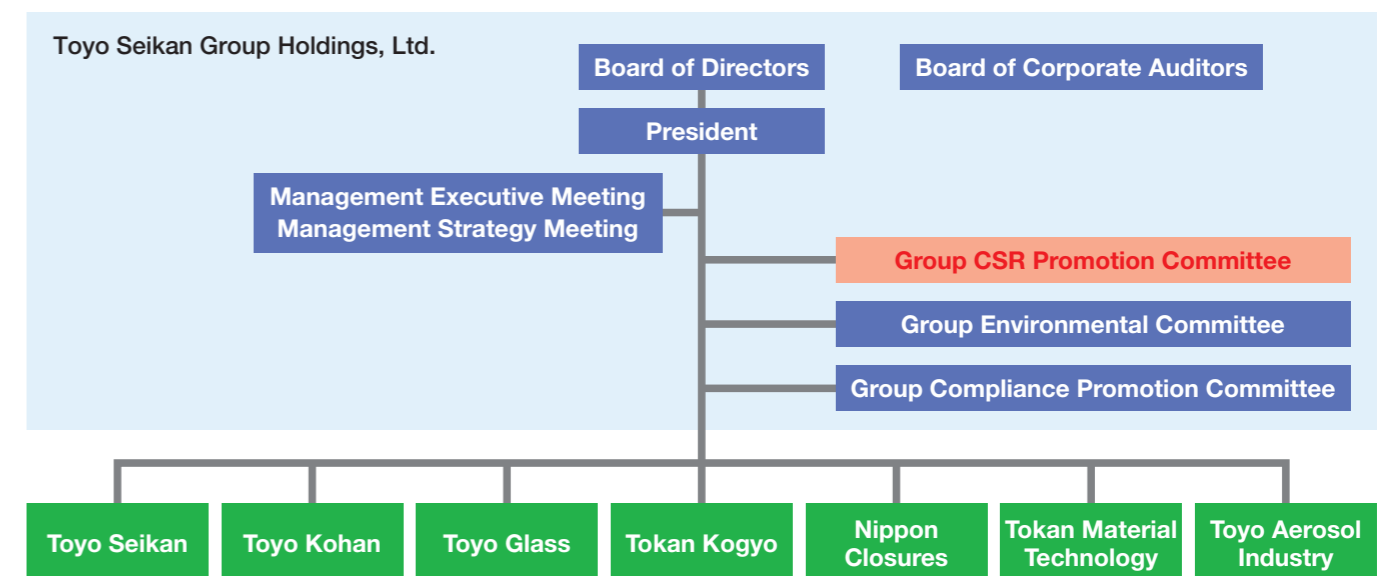 Toyo Seikan Group Holdings, Ltd.
Board of Directors
Board of Corporate Auditors
President
Management Executive Meeting
Management Strategy Meeting
Group CSR Promotion Committee
Group Environmental Committee
Group Compliance Promotion Committee
Toyo Seikan
Toyo Kohan
Toyo Glass
Tokan Kogyo
Nippon
Closures
Tokan Material
Technology
Toyo Aerosol
Industry